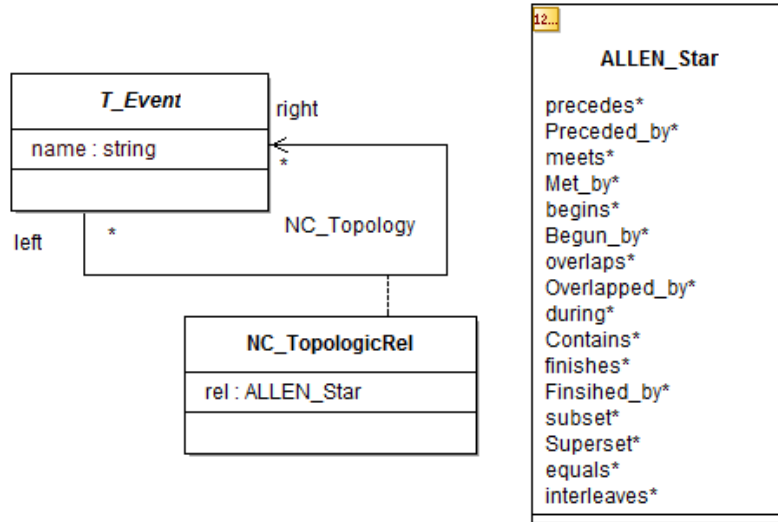 T_Event
right
name : string
*
left
*
NC_Topology
NC_TopologicRel
rel : ALLEN_Star
12...
ALLEN_Star
precedes*
Preceded_by*
meets*
Met_by*
begins*
Begun_by*
overlaps*
Overlapped_by*
during*
Contains*
finishes*
Finsihed_by*
subset*
Superset*
equals*
interleaves*